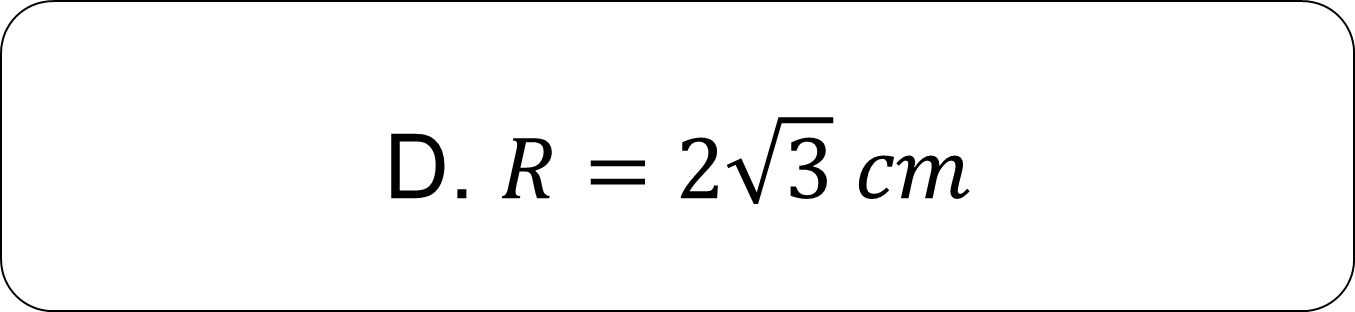 D. R = 2√3 cm